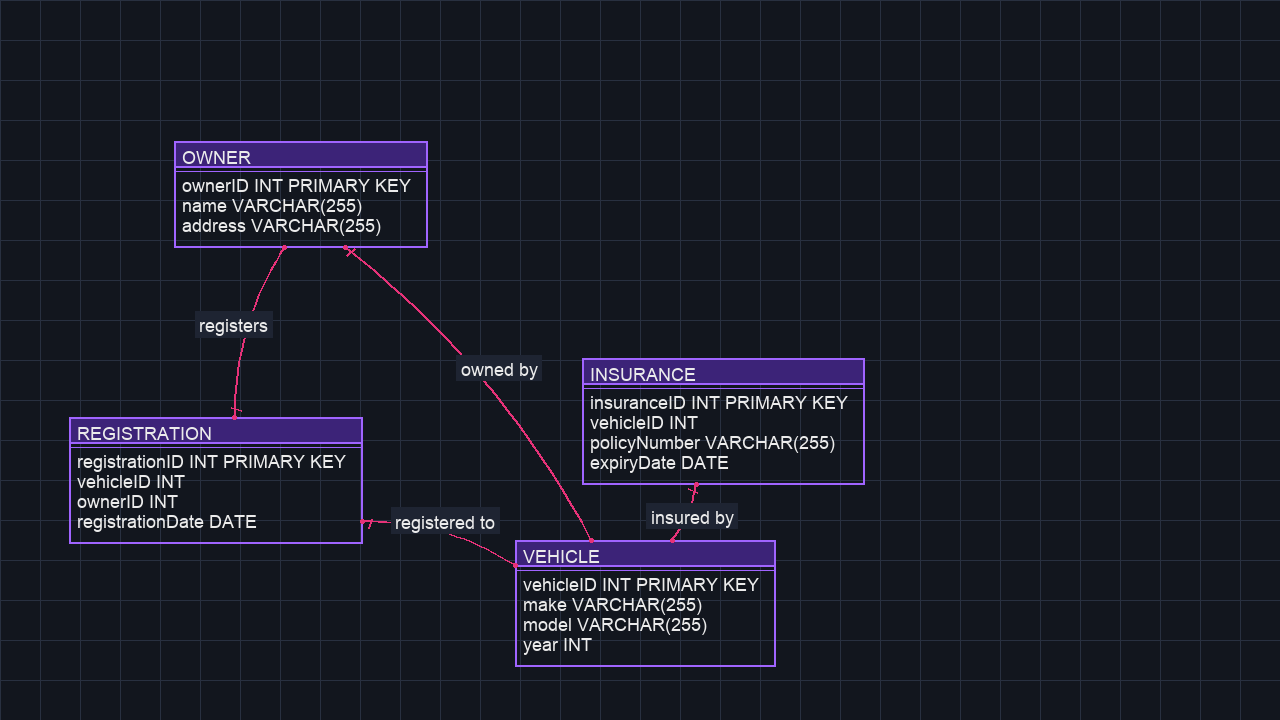 OWNER
ownerID INT PRIMARY KEY
name VARCHAR(255)
address VARCHAR(255)
registers
owned by
INSURANCE
insuranceID INT PRIMARY KEY
vehicleID INT
policyNumber VARCHAR(255)
expiryDate DATE
REGISTRATION
registrationID INT PRIMARY KEY
vehicleID INT
ownerID INT
registrationDate DATE
registered to
insured by
VEHICLE
vehicleID INT PRIMARY KEY
make VARCHAR(255)
model VARCHAR(255)
year INT